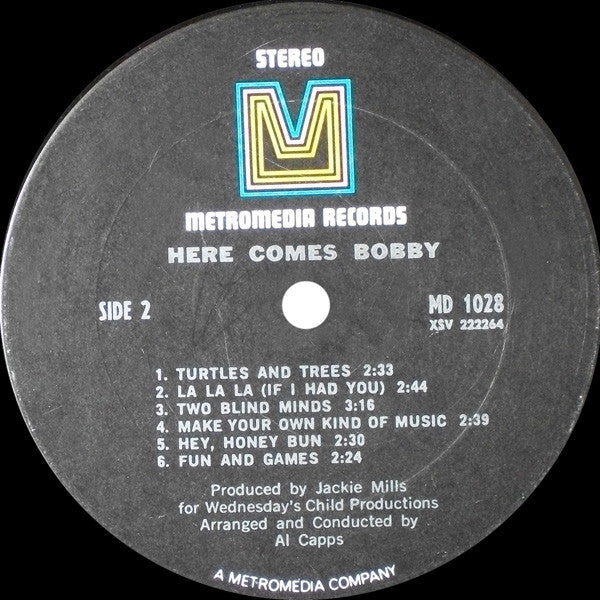 STEREO
METROMEDIA RECORDS
HERE COMES BOBBY
SIDE 2
MD 1028
XSV 222264
1. TURTLES AND TREES 2:33
2. LA LA LA (IF I HAD YOU) 2:44
3. TWO BLIND MINDS 3:16
4. MAKE YOUR OWN KIND OF MUSIC 2:39
5. HEY, HONEY BUN 2:30
6. FUN AND GAMES 2:24
Produced by Jackie Mills
for Wednesday's Child Productions
Arranged and Conducted by
Al Capps
A METROMEDIA COMPANY